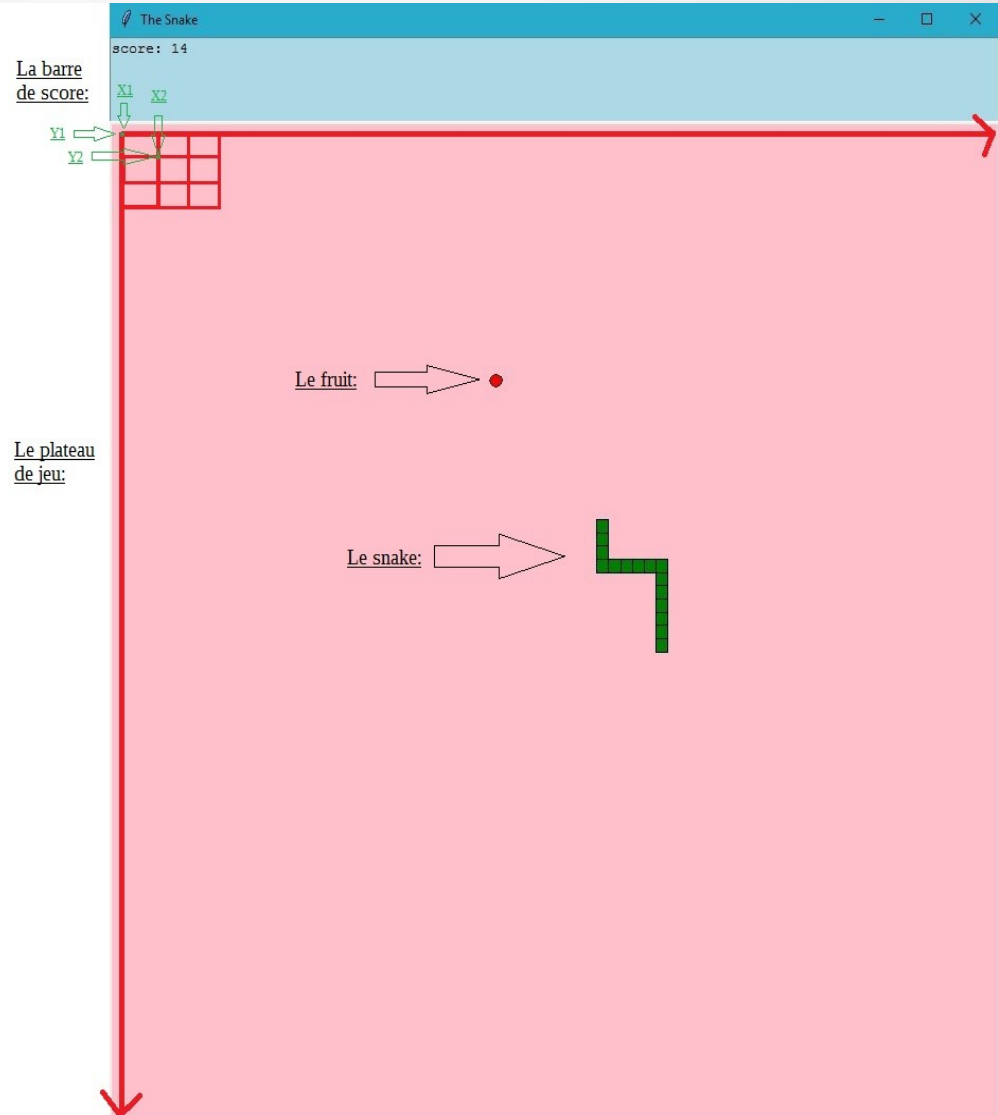 The Snake
score: 14
La barre
de score:
X1
X2
Y1
Y2
Le fruit:
Le plateau
de jeu:
Le snake: